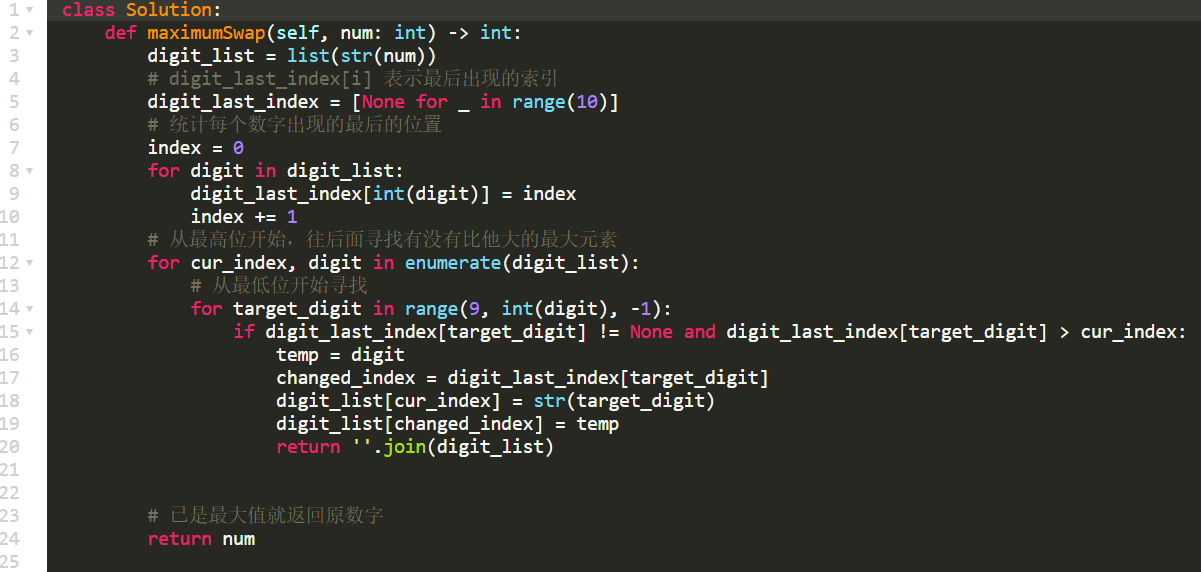 1 class Solution:
2 def maximumSwap(self, num: int) -> int:
3 digit_list = list(str(num))
4 # digit_last_index[i] 表示最后出现的索引
5 digit_last_index = [None for _ in range(10)]
6 # 统计每个数字出现的最后的位置
7 index = 0
8 for digit in digit_list:
9 digit_last_index[int(digit)] = index
10 index += 1
11 # 从最高位开始，往后面寻找有没有比他大的最大元素
12 for cur_index, digit in enumerate(digit_list):
13 # 从最低位开始寻找
14 for target_digit in range(9, int(digit), -1):
15 if digit_last_index[target_digit] != None and digit_last_index[target_digit] > cur_index:
16 temp = digit
17 changed_index = digit_last_index[target_digit]
18 digit_list[cur_index] = str(target_digit)
19 digit_list[changed_index] = temp
20 return ''.join(digit_list)
21
22
23 # 已是最大值就返回原数字
24 return num
25